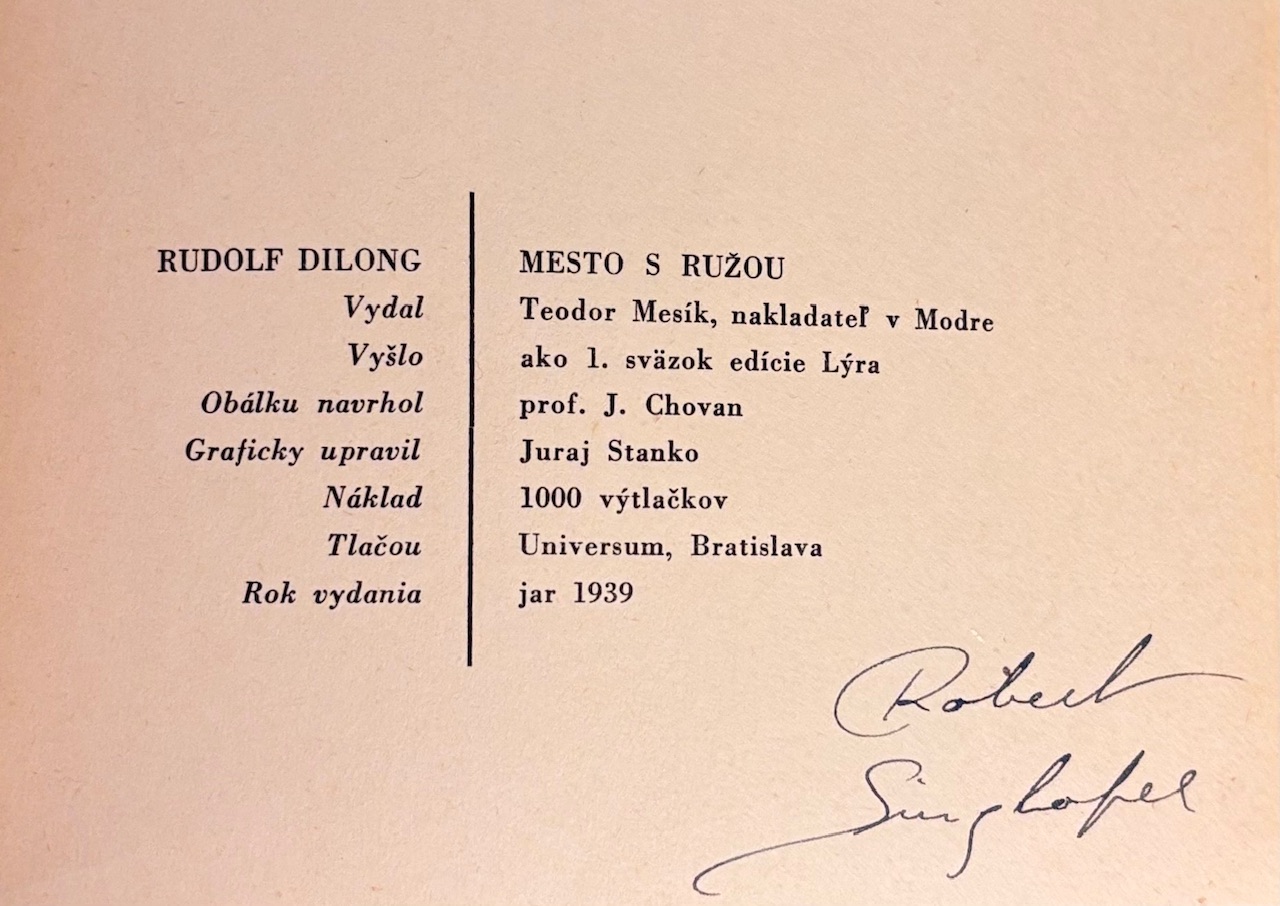 RUDOLF DILONG MESTO S RUŽOU
Vydal Teodor Mesík, nakladateľ v Modre
Vyšlo ako 1. sväzok edície Lýra
Obálku navrhol prof. J. Chovan
Graficky upravil Juraj Stanko
Náklad 1000 výtlačkov
Tlačou Universum, Bratislava
Rok vydania jar 1939
Robert